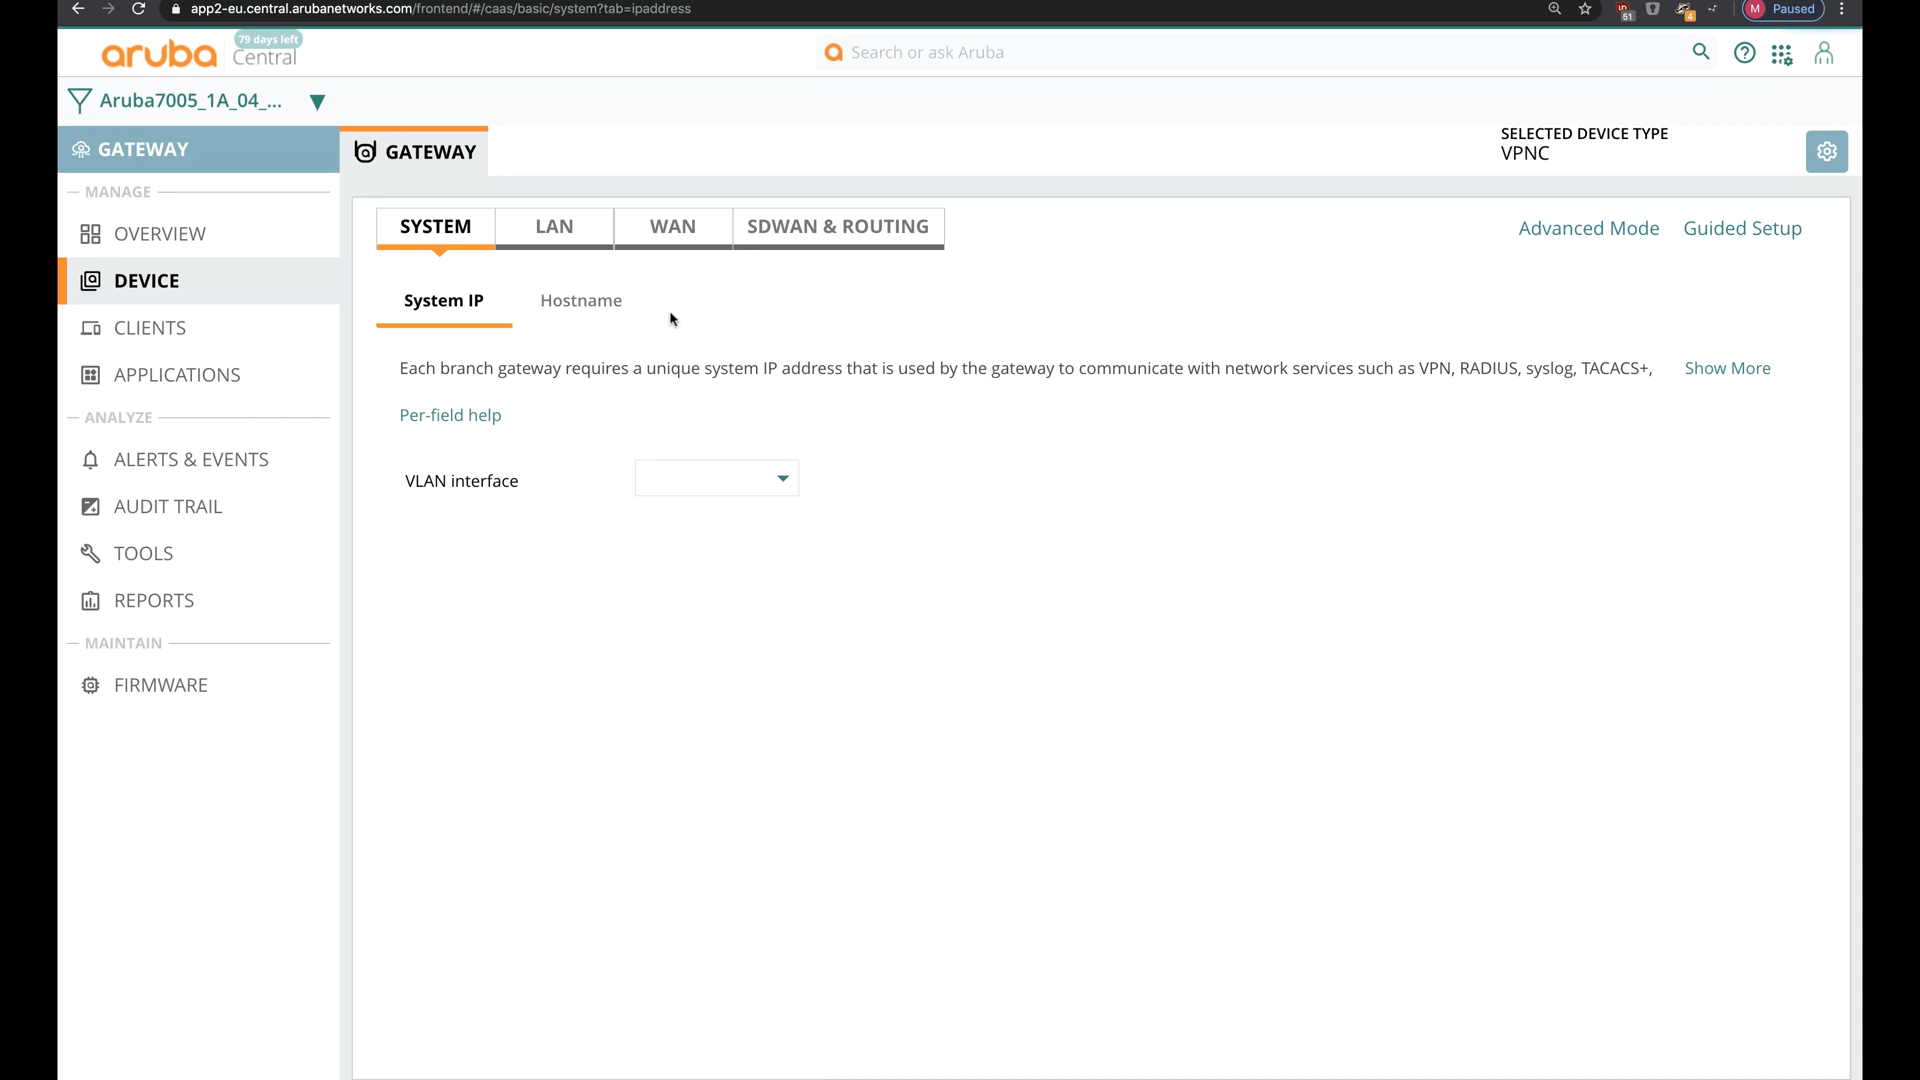 app2-eu.central.arubanetworks.com/frontend/#/caas/basic/system?tab=ipaddress
51
4
M Paused
aruba
79 days left
Central
Search or ask Aruba
Aruba7005_1A_04_...
GATEWAY
GATEWAY
SELECTED DEVICE TYPE
VPNC
MANAGE
OVERVIEW
DEVICE
CLIENTS
APPLICATIONS
ANALYZE
ALERTS & EVENTS
AUDIT TRAIL
TOOLS
REPORTS
MAINTAIN
FIRMWARE
SYSTEM LAN WAN SDWAN & ROUTING
Advanced Mode Guided Setup
System IP Hostname
Each branch gateway requires a unique system IP address that is used by the gateway to communicate with network services such as VPN, RADIUS, syslog, TACACS+, Show More
Per-field help
VLAN interface